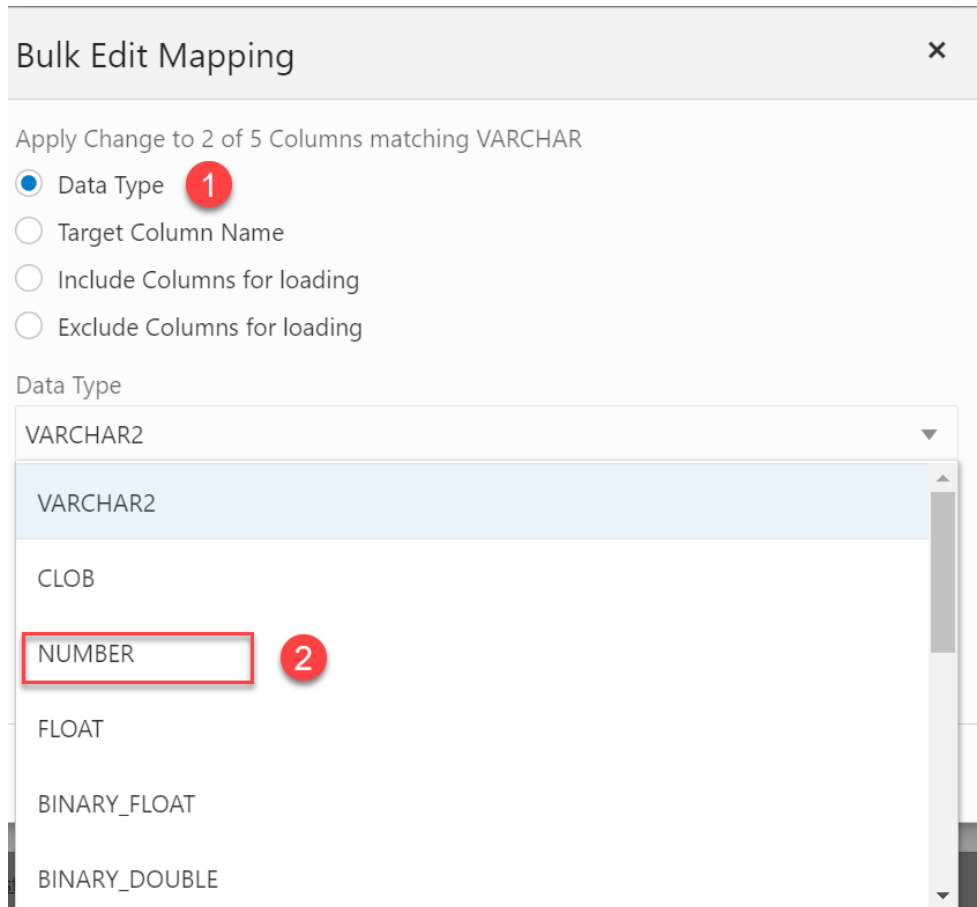 Bulk Edit Mapping
Apply Change to 2 of 5 Columns matching VARCHAR
Data Type 1
Target Column Name
Include Columns for loading
Exclude Columns for loading
Data Type
VARCHAR2
VARCHAR2
CLOB
NUMBER 2
FLOAT
BINARY_FLOAT
BINARY_DOUBLE